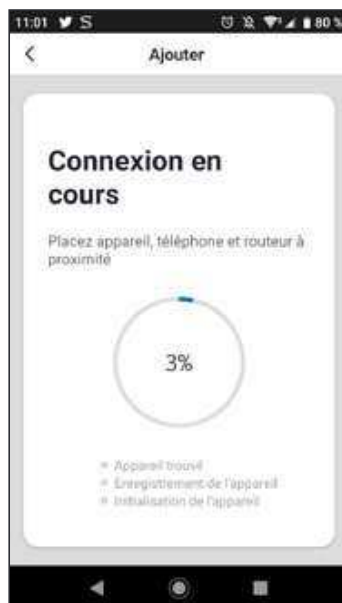 11:01 80 %
Ajouter
Connexion en
cours
Placez appareil, téléphone et routeur à
proximité
3%
Appareil trouvé
Enregistrement de l'appareil
Initialisation de l'appareil